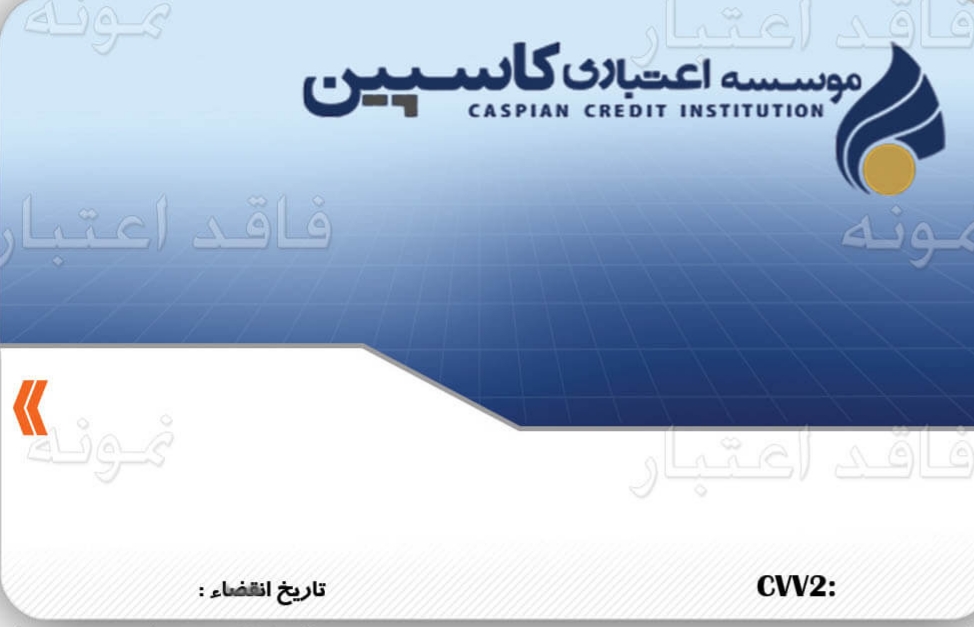 نمونه فاقد اعتبار
موسسه اعتباری کاسپین
CASPIAN CREDIT INSTITUTION
فاقد اعتبار نمونه
نمونه فاقد اعتبار
تاریخ انقضاء : CVV2: